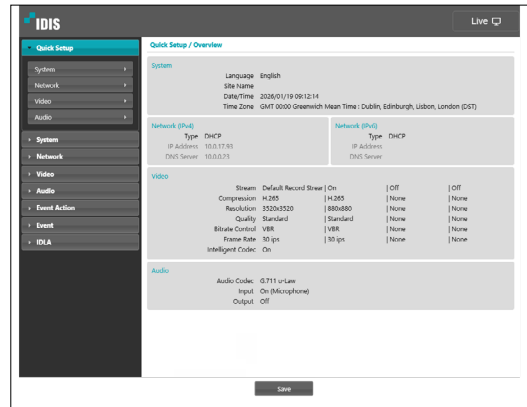 IDIS
Live
Quick Setup
System
Network
Video
Audio
System
Network
Video
Audio
Event Action
Event
IDLA
Quick Setup / Overview
System
Language English
Site Name
Date/Time 2026/01/19 09:12:14
Time Zone GMT 00:00 Greenwich Mean Time : Dublin, Edinburgh, Lisbon, London (DST)
Network (IPv4)
Type DHCP
IP Address 10.0.17.93
DNS Server 10.0.0.23
Network (IPv6)
Type DHCP
IP Address
DNS Server
Video
Stream Default Record Strear | On | Off | Off
Compression H.265 | H.265 | None | None
Resolution 3520x3520 | 880x880 | None | None
Quality Standard | Standard | None | None
Bitrate Control VBR | VBR | None | None
Frame Rate 30 ips | 30 ips | None | None
Intelligent Codec On
Audio
Audio Codec G.711 u-Law
Input On (Microphone)
Output Off
Save